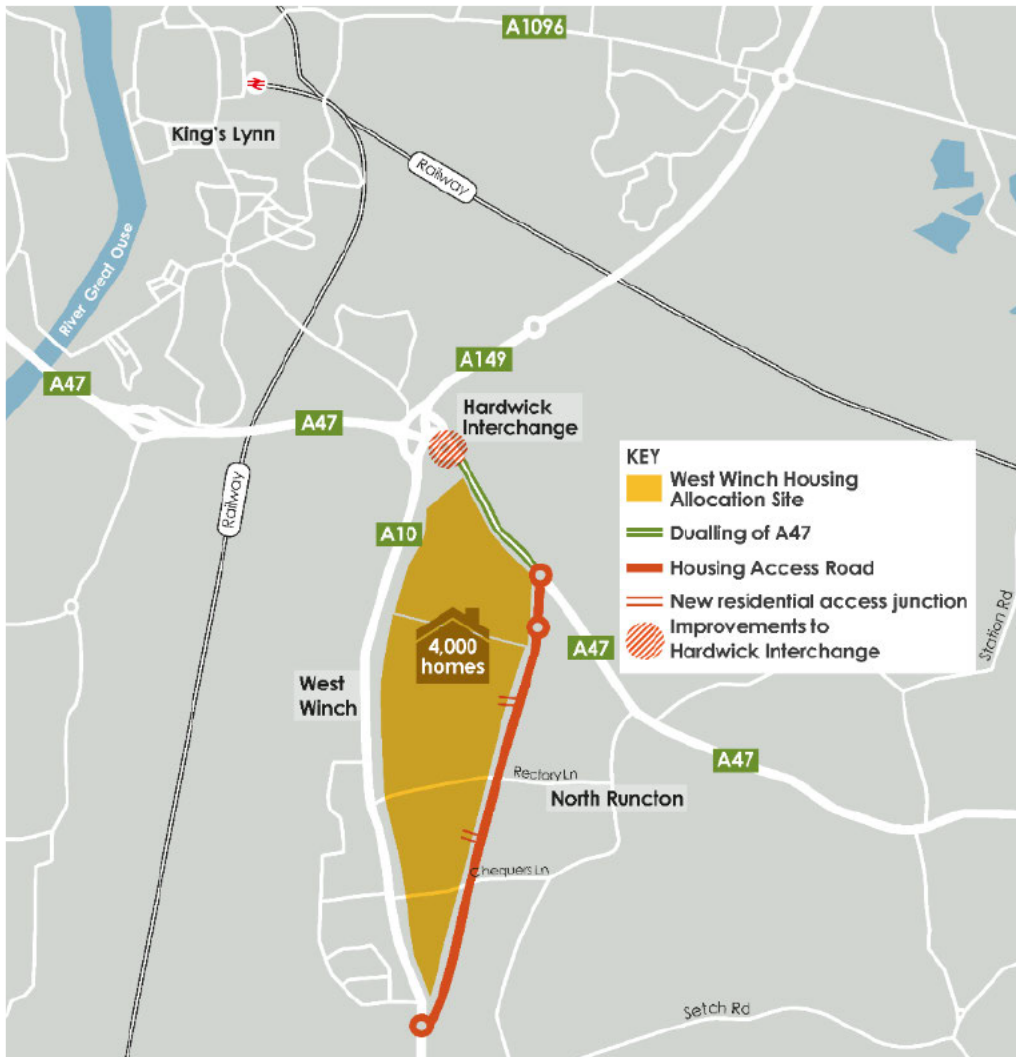 A1096
King's Lynn
Railway
River Great Ouse
A149
A47
A47
Hardwick
Interchange
Railway
KEY
West Winch Housing
Allocation Site
Dualling of A47
Housing Access Road
New residential access junction
Improvements to
Hardwick Interchange
A10
Station Rd
4,000
homes
A47
West
Winch
A47
Rectory Ln
North Runcton
Chequers Ln
Setch Rd